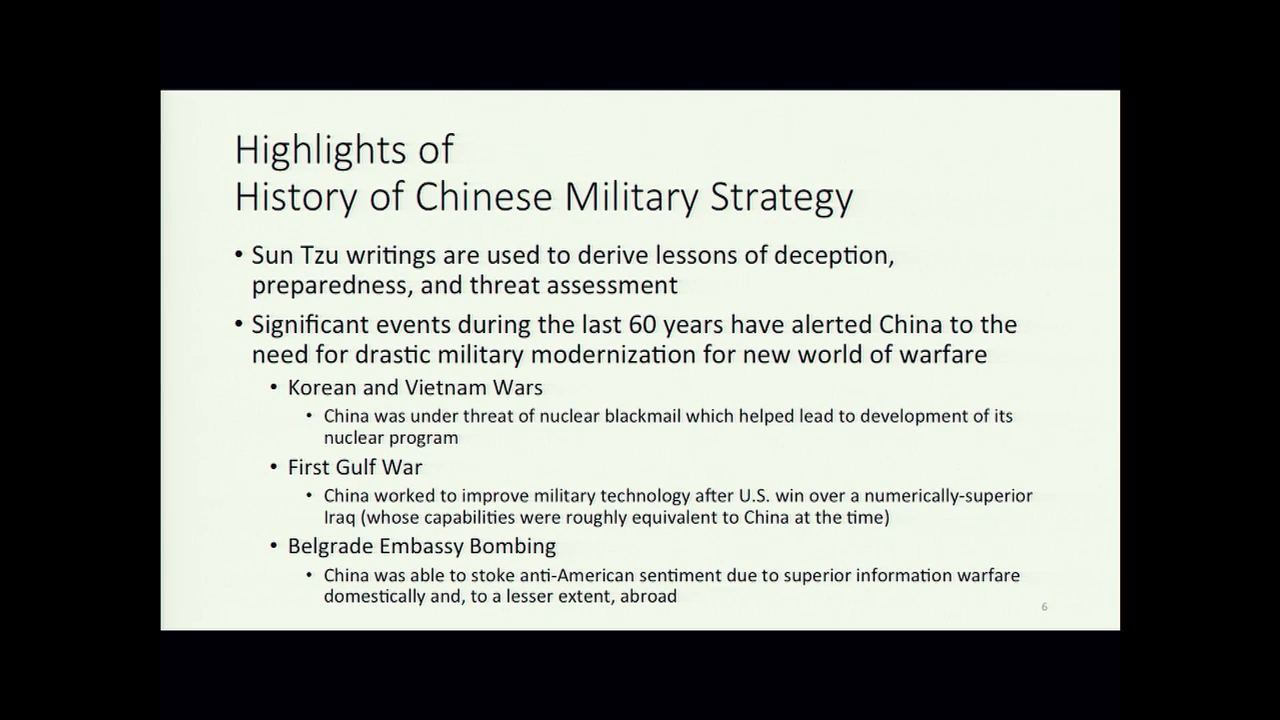 Highlights of
History of Chinese Military Strategy
• Sun Tzu writings are used to derive lessons of deception,
preparedness, and threat assessment
• Significant events during the last 60 years have alerted China to the
need for drastic military modernization for new world of warfare
• Korean and Vietnam Wars
• China was under threat of nuclear blackmail which helped lead to development of its
nuclear program
• First Gulf War
• China worked to improve military technology after U.S. win over a numerically-superior
Iraq (whose capabilities were roughly equivalent to China at the time)
• Belgrade Embassy Bombing
• China was able to stoke anti-American sentiment due to superior information warfare
domestically and, to a lesser extent, abroad
6